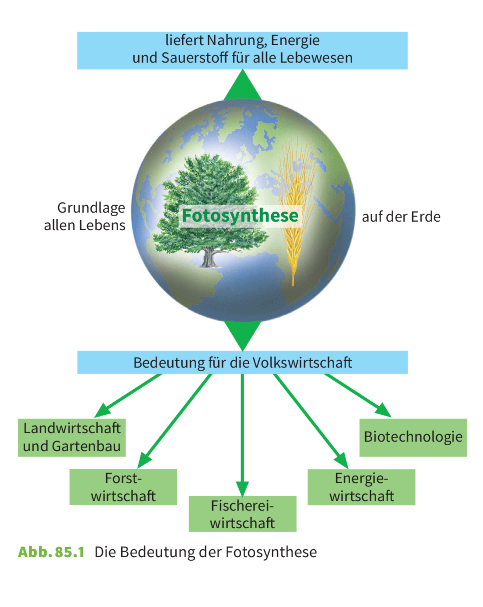 liefert Nahrung, Energie
und Sauerstoff für alle Lebewesen
Fotosynthese
Grundlage
allen Lebens
auf der Erde
Bedeutung für die Volkswirtschaft
Landwirtschaft
und Gartenbau
Forst-
wirtschaft
Fischerei-
wirtschaft
Energie-
wirtschaft
Biotechnologie
Abb. 85.1 Die Bedeutung der Fotosynthese